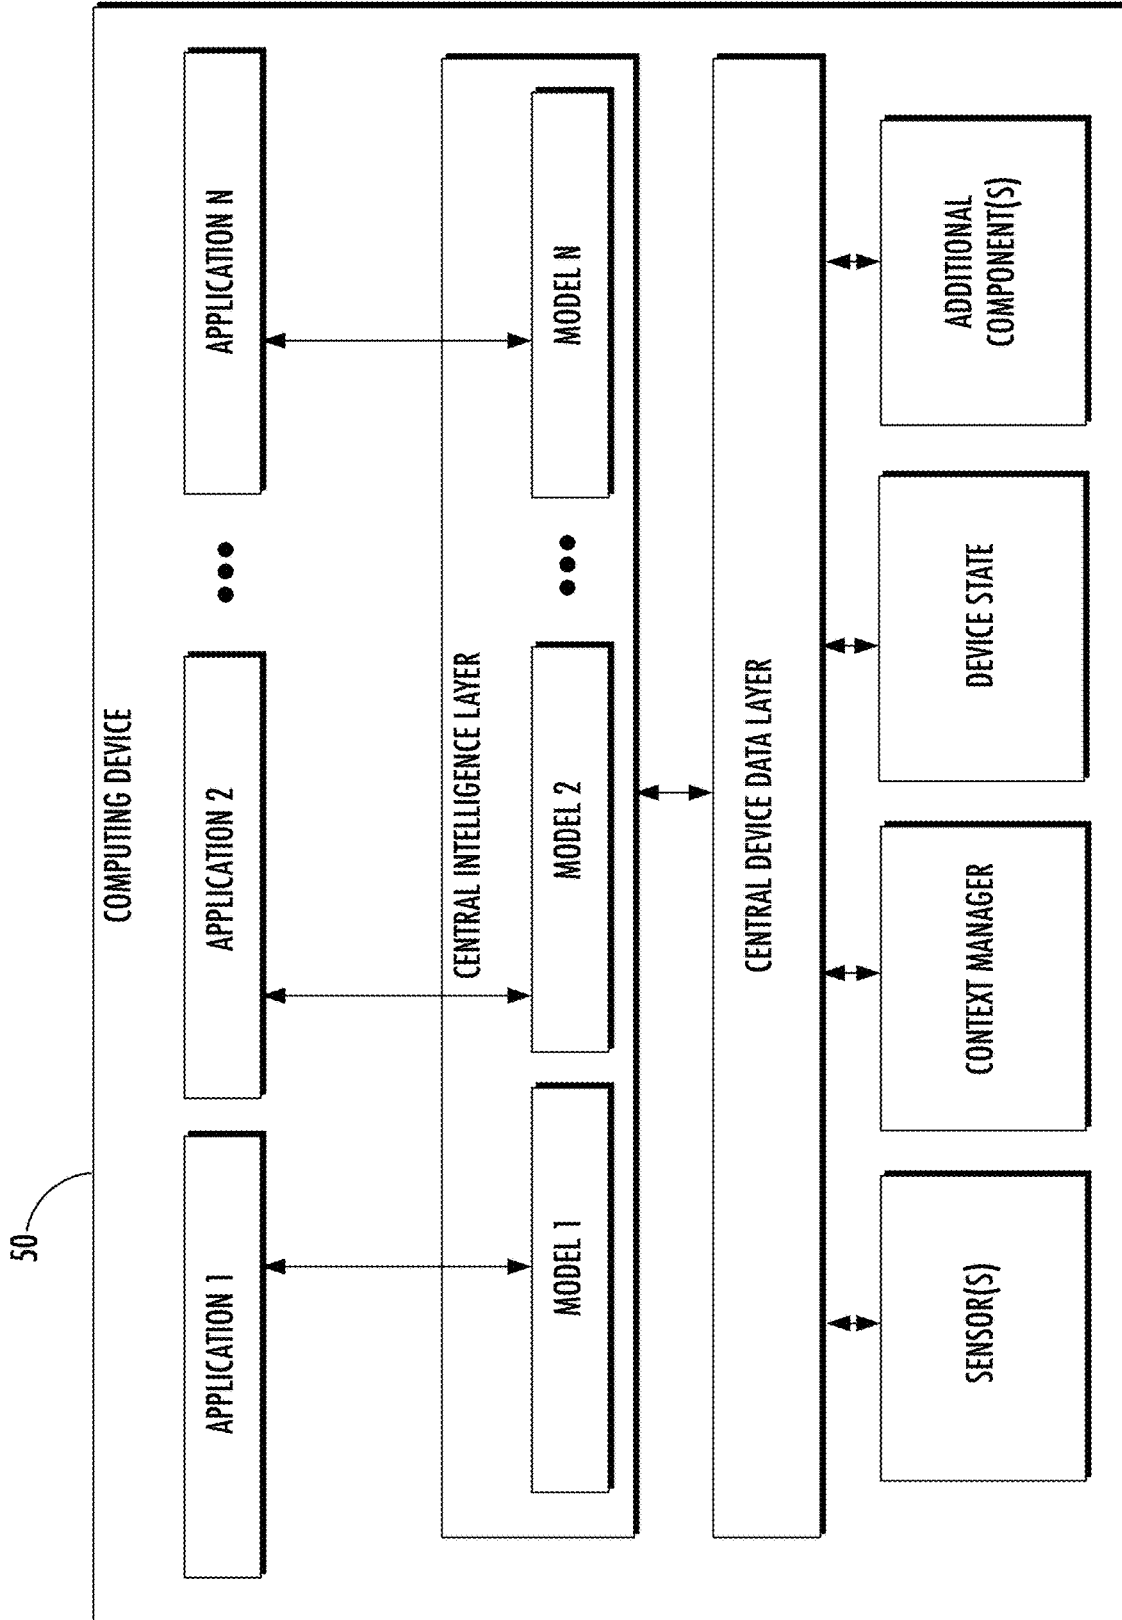 50
COMPUTING DEVICE
APPLICATION 1
APPLICATION 2
APPLICATION N
CENTRAL INTELLIGENCE LAYER
MODEL 1
MODEL 2
MODEL N
CENTRAL DEVICE DATA LAYER
SENSOR(S)
CONTEXT MANAGER
DEVICE STATE
ADDITIONAL
COMPONENT(S)